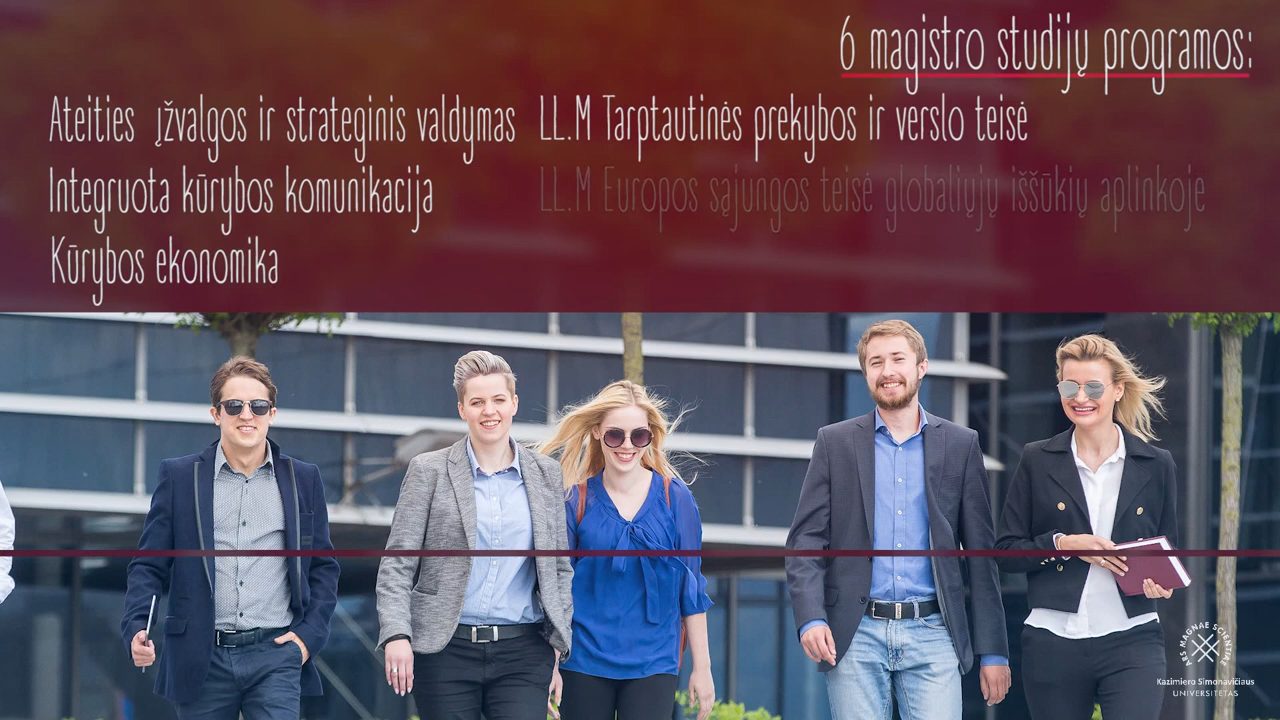 6 magistro studijų programos:
Ateities įžvalgos ir strateginis valdymas
Integruota kūrybos komunikacija
Kūrybos ekonomika
LL.M Tarptautinės prekybos ir verslo teisė
LL.M Europos sąjungos teisė globaliųjų iššūkių aplinkoje
ARS MAGNAE SCIENTIAE
Kazimiero Simonavičiaus
UNIVERSITETAS